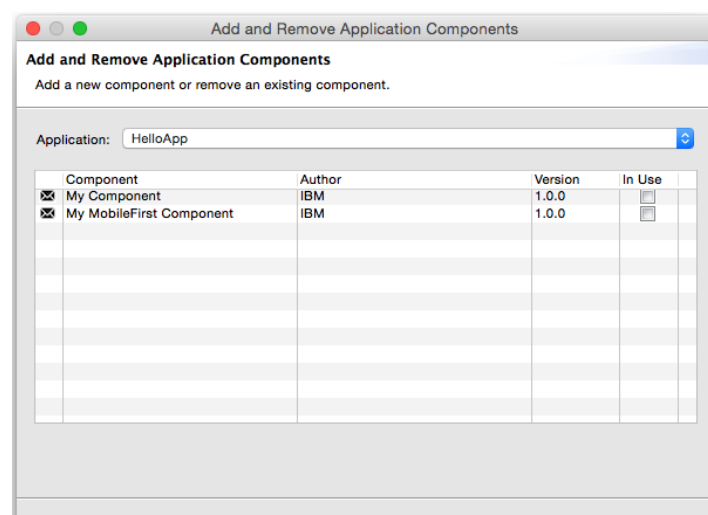 Add and Remove Application Components
Add and Remove Application Components
Add a new component or remove an existing component.
Application: HelloApp
Component Author Version In Use
My Component IBM 1.0.0
My MobileFirst Component IBM 1.0.0